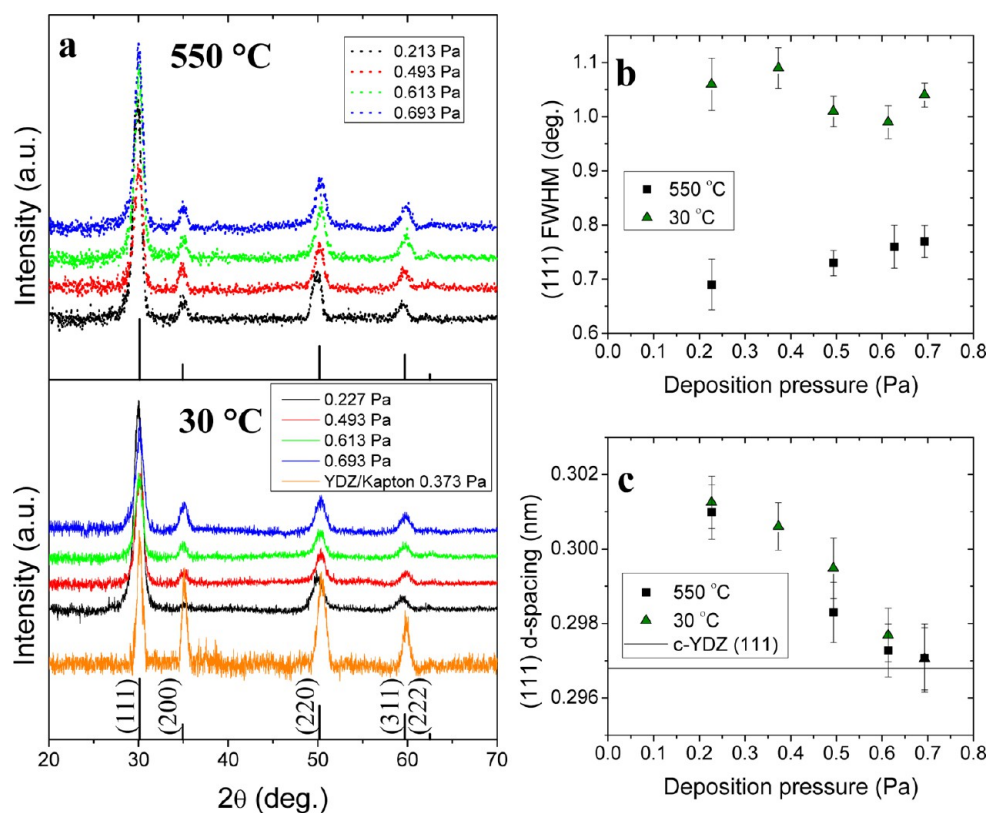 a
550 °C
0.213 Pa
0.493 Pa
0.613 Pa
0.693 Pa
Intensity (a.u.)
20 30 40 50 60 70
30 °C
0.227 Pa
0.493 Pa
0.613 Pa
0.693 Pa
YDZ/Kapton 0.373 Pa
Intensity (a.u.)
(111)
(200)
(220)
(311)
(222)
20 30 40 50 60 70
2θ (deg.)
b
1.1
1.0
0.9
0.8
0.7
0.6
(111) FWHM (deg.)
550 °C
30 °C
0.0 0.1 0.2 0.3 0.4 0.5 0.6 0.7 0.8
Deposition pressure (Pa)
c
0.302
0.300
0.298
0.296
(111) d-spacing (nm)
550 °C
30 °C
c-YDZ (111)
0.0 0.1 0.2 0.3 0.4 0.5 0.6 0.7 0.8
Deposition pressure (Pa)